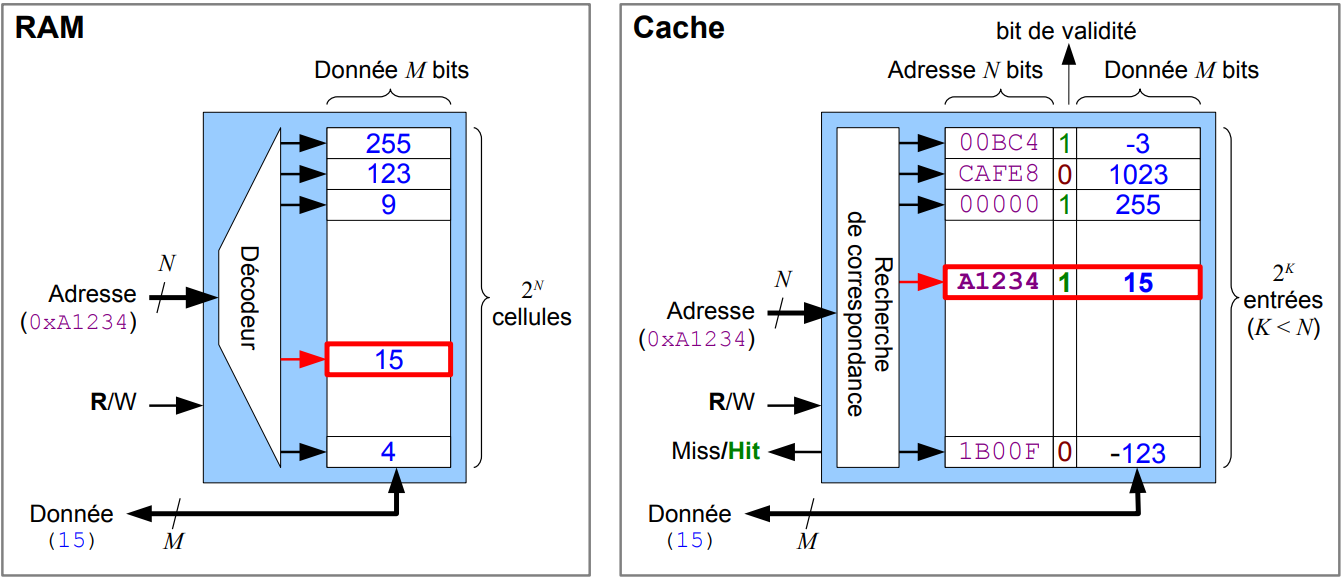 RAM
Donnée M bits
255
123
9
15
4
Décodeur
N
Adresse
(0xA1234)
R/W
2^N
cellules
Donnée
(15)
M
Cache
bit de validité
Adresse N bits
Donnée M bits
00BC4 1 -3
CAFE8 0 1023
00000 1 255
A1234 1 15
1B00F 0 -123
Recherche
de correspondance
N
Adresse
(0xA1234)
R/W
Miss/Hit
2^K
entrées
(K < N)
Donnée
(15)
M